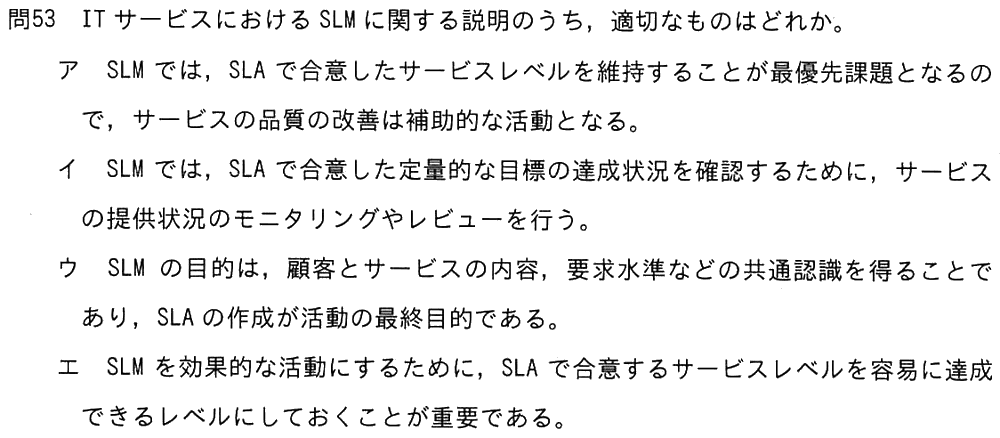 問53 ITサービスにおけるSLMに関する説明のうち，適切なものはどれか。
ア SLMでは，SLAで合意したサービスレベルを維持することが最優先課題となるの
で，サービスの品質の改善は補助的な活動となる。
イ SLMでは，SLAで合意した定量的な目標の達成状況を確認するために，サービス
の提供状況のモニタリングやレビューを行う。
ウ SLMの目的は，顧客とサービスの内容，要求水準などの共通認識を得ることで
あり，SLAの作成が活動の最終目的である。
エ SLMを効果的な活動にするために，SLAで合意するサービスレベルを容易に達成
できるレベルにしておくことが重要である。